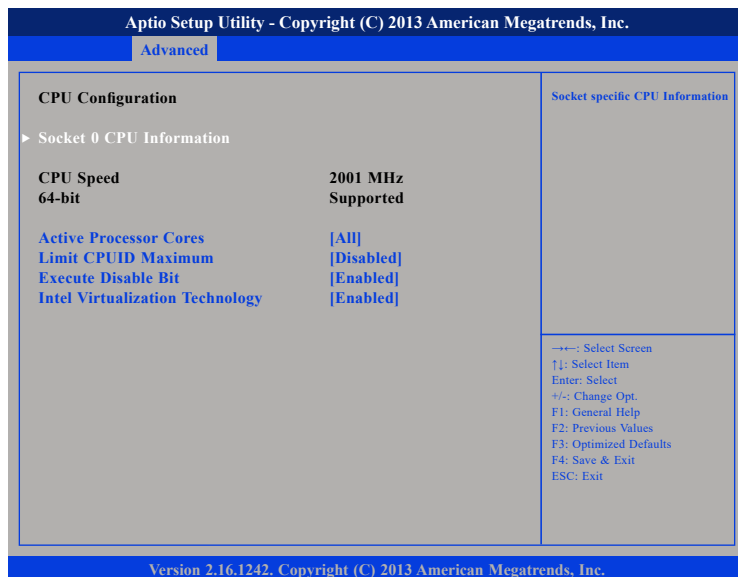 Aptio Setup Utility - Copyright (C) 2013 American Megatrends, Inc.
Advanced
CPU Configuration
► Socket 0 CPU Information
CPU Speed 2001 MHz
64-bit Supported
Active Processor Cores [All]
Limit CPUID Maximum [Disabled]
Execute Disable Bit [Enabled]
Intel Virtualization Technology [Enabled]
Socket specific CPU Information
→←: Select Screen
↑↓: Select Item
Enter: Select
+/-: Change Opt.
F1: General Help
F2: Previous Values
F3: Optimized Defaults
F4: Save & Exit
ESC: Exit
Version 2.16.1242. Copyright (C) 2013 American Megatrends, Inc.